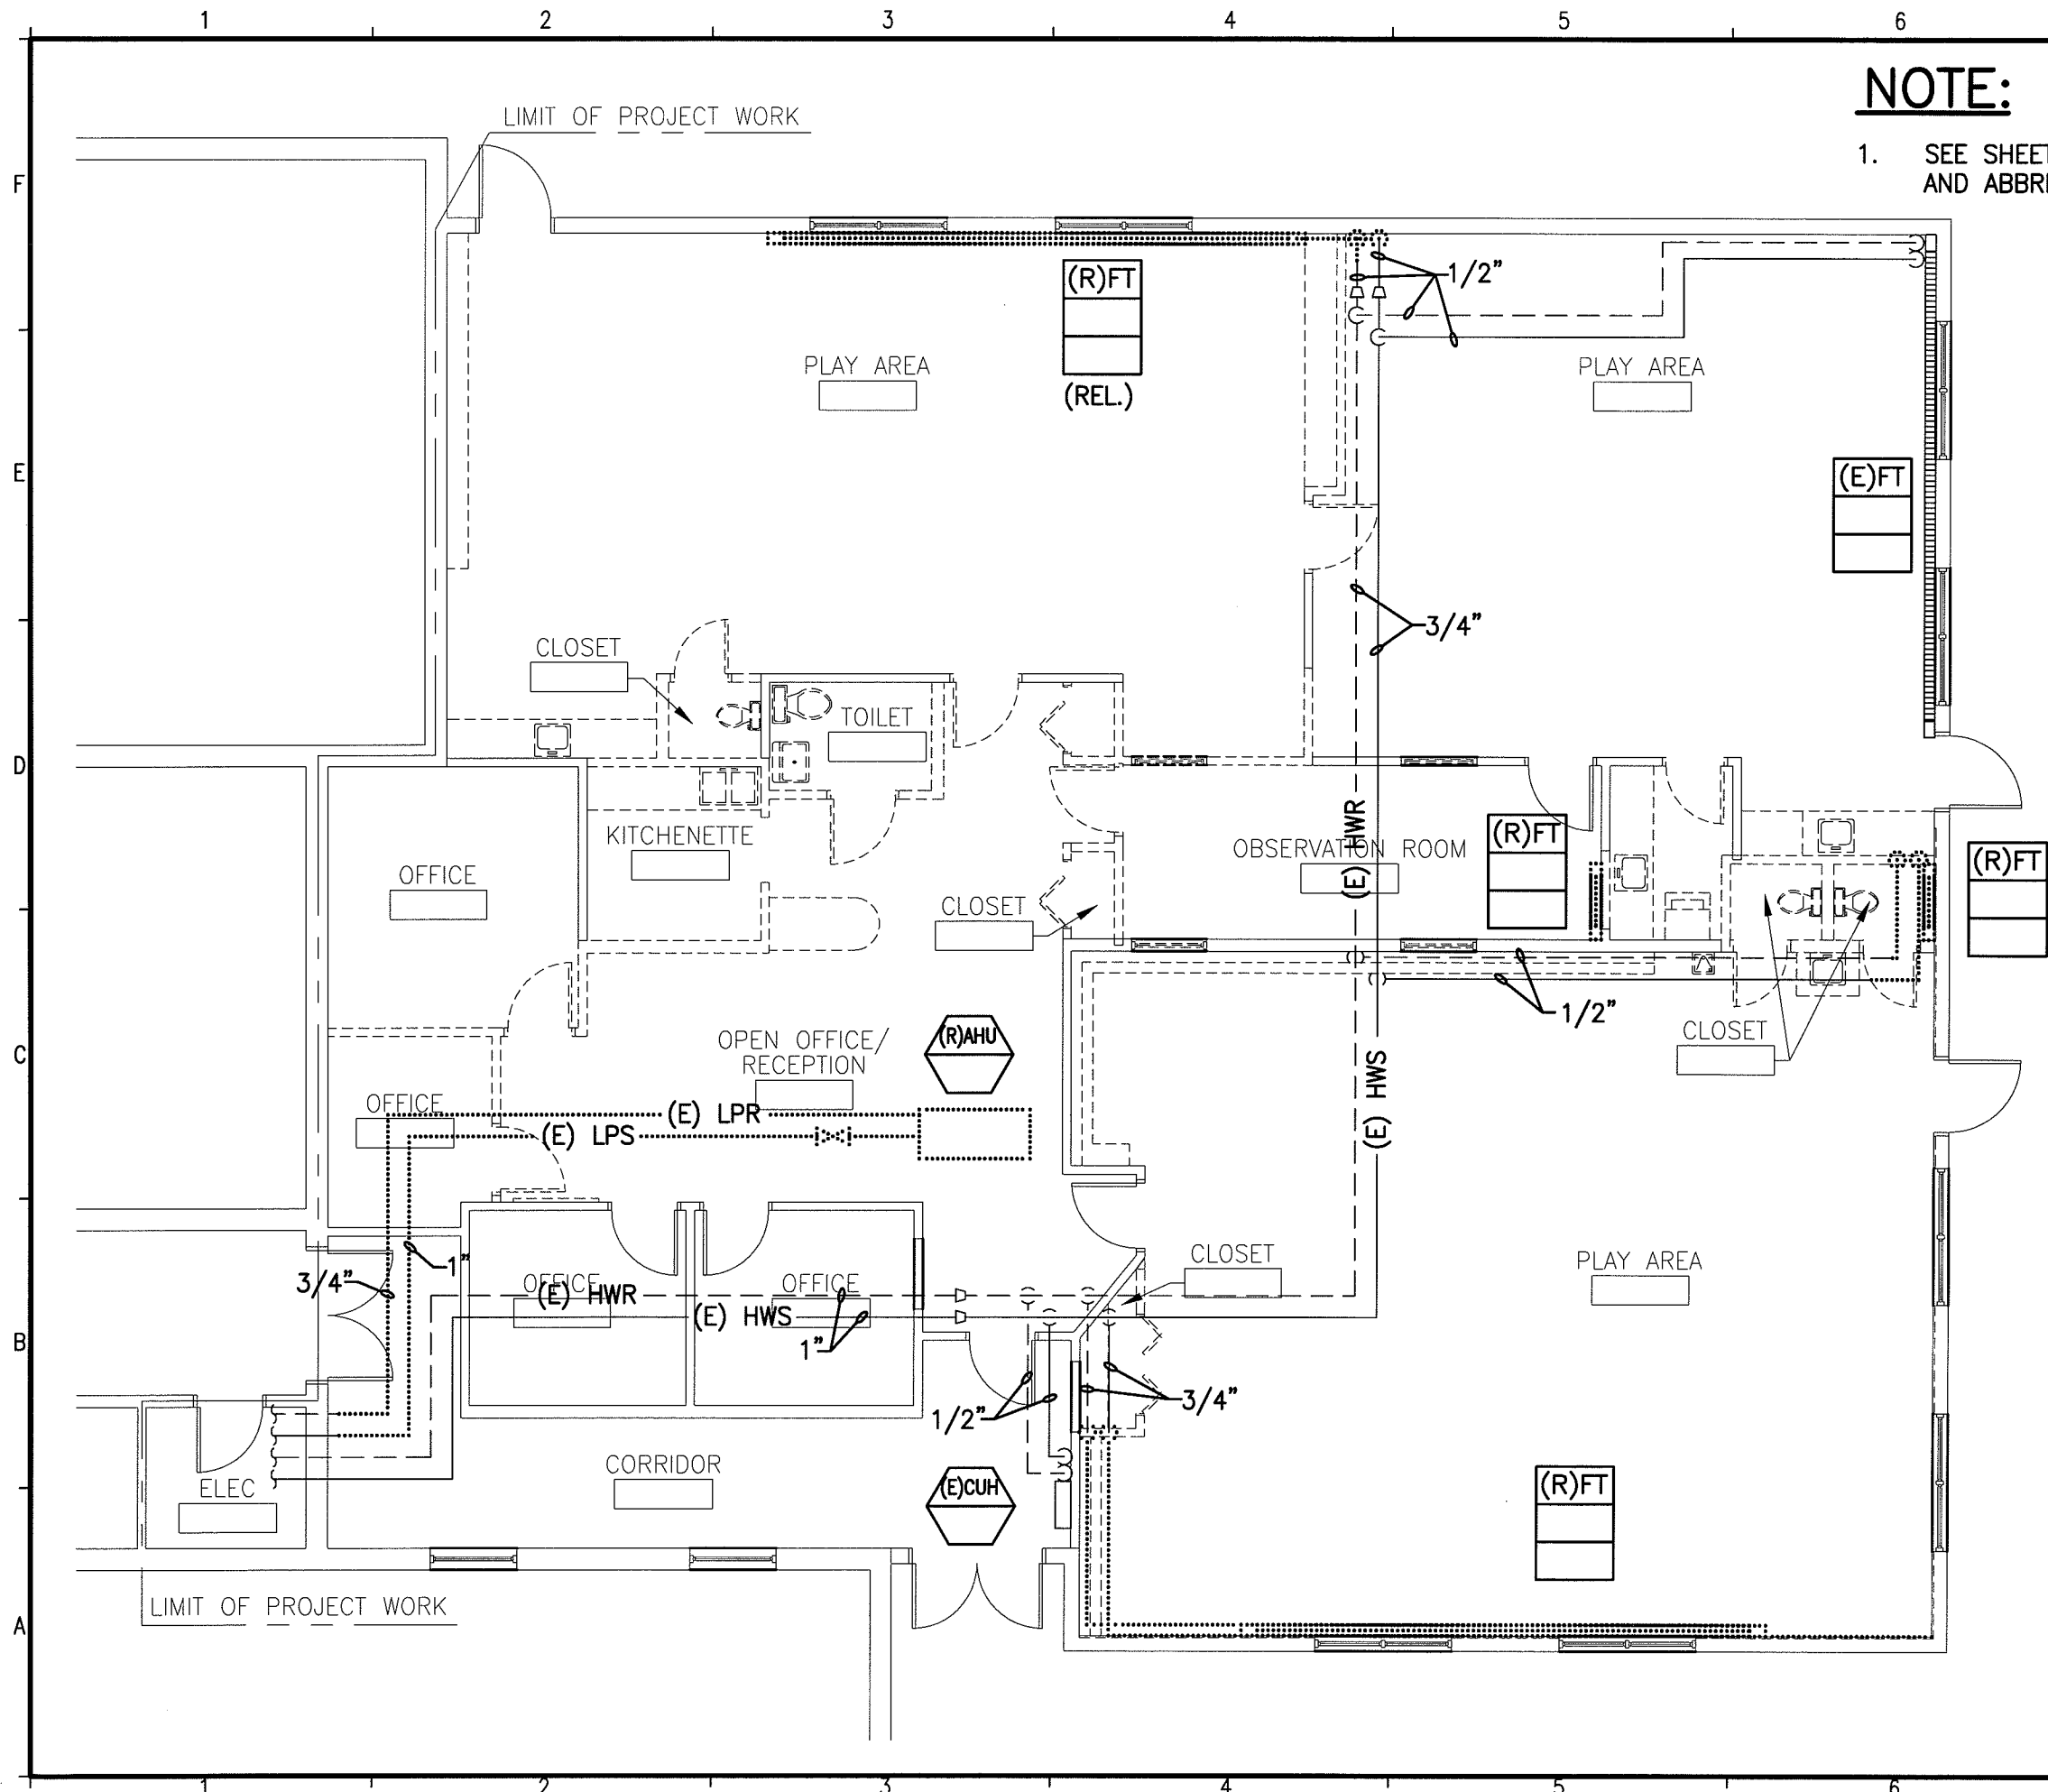 1 2 3 4 5 6
NOTE:
1. SEE SHEET
AND ABBR
LIMIT OF PROJECT WORK
F
(R)FT
(REL.)
1/2"
PLAY AREA
PLAY AREA
E
(E)FT
3/4"
CLOSET
TOILET
D
KITCHENETTE
OFFICE
(E) HWR
OBSERVATION ROOM
(R)FT
(R)FT
CLOSET
1/2"
CLOSET
C
OPEN OFFICE/
RECEPTION
(R)AHU
(E) HWS
OFFICE
(E) LPR
(E) LPS
1"
3/4"
OFFICE
(E) HWR
OFFICE
(E) HWS
1"
CLOSET
PLAY AREA
B
1/2"
3/4"
CORRIDOR
ELEC
(E)CUH
(R)FT
LIMIT OF PROJECT WORK
A
1 2 3 4 5 6